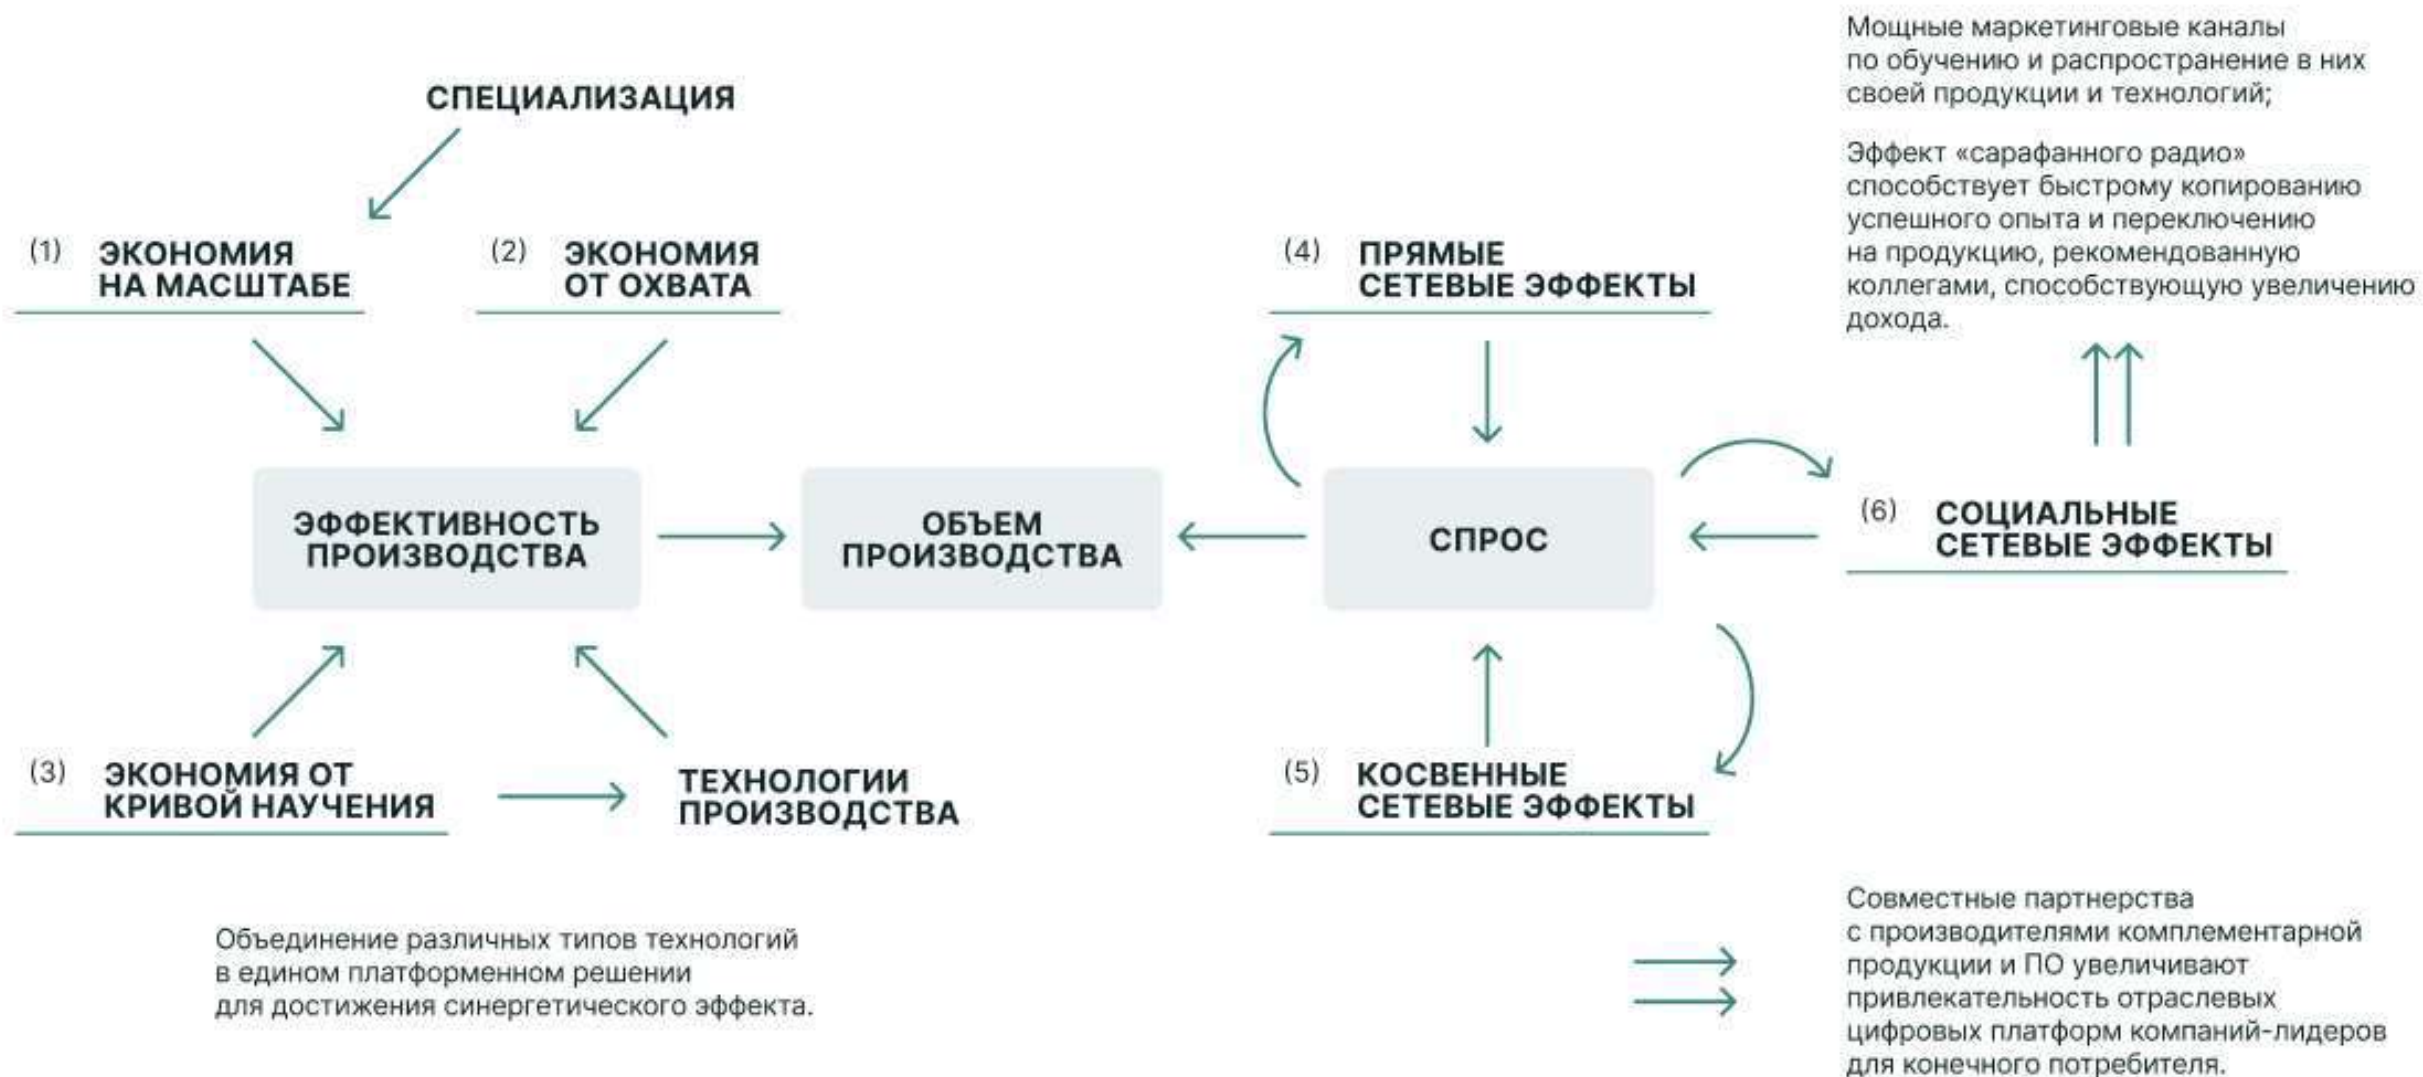 СПЕЦИАЛИЗАЦИЯ
(1) ЭКОНОМИЯ
НА МАСШТАБЕ
(2) ЭКОНОМИЯ
ОТ ОХВАТА
ЭФФЕКТИВНОСТЬ
ПРОИЗВОДСТВА
ОБЪЕМ
ПРОИЗВОДСТВА
(3) ЭКОНОМИЯ ОТ
КРИВОЙ НАУЧЕНИЯ
ТЕХНОЛОГИИ
ПРОИЗВОДСТВА
Объединение различных типов технологий
в едином платформенном решении
для достижения синергетического эффекта.
(4) ПРЯМЫЕ
СЕТЕВЫЕ ЭФФЕКТЫ
СПРОС
(5) КОСВЕННЫЕ
СЕТЕВЫЕ ЭФФЕКТЫ
Мощные маркетинговые каналы
по обучению и распространение в них
своей продукции и технологий;
Эффект «сарафанного радио»
способствует быстрому копированию
успешного опыта и переключению
на продукцию, рекомендованную
коллегами, способствующую увеличению
дохода.
(6) СОЦИАЛЬНЫЕ
СЕТЕВЫЕ ЭФФЕКТЫ
Совместные партнерства
с производителями комплементарной
продукции и ПО увеличивают
привлекательность отраслевых
цифровых платформ компаний-лидеров
для конечного потребителя.